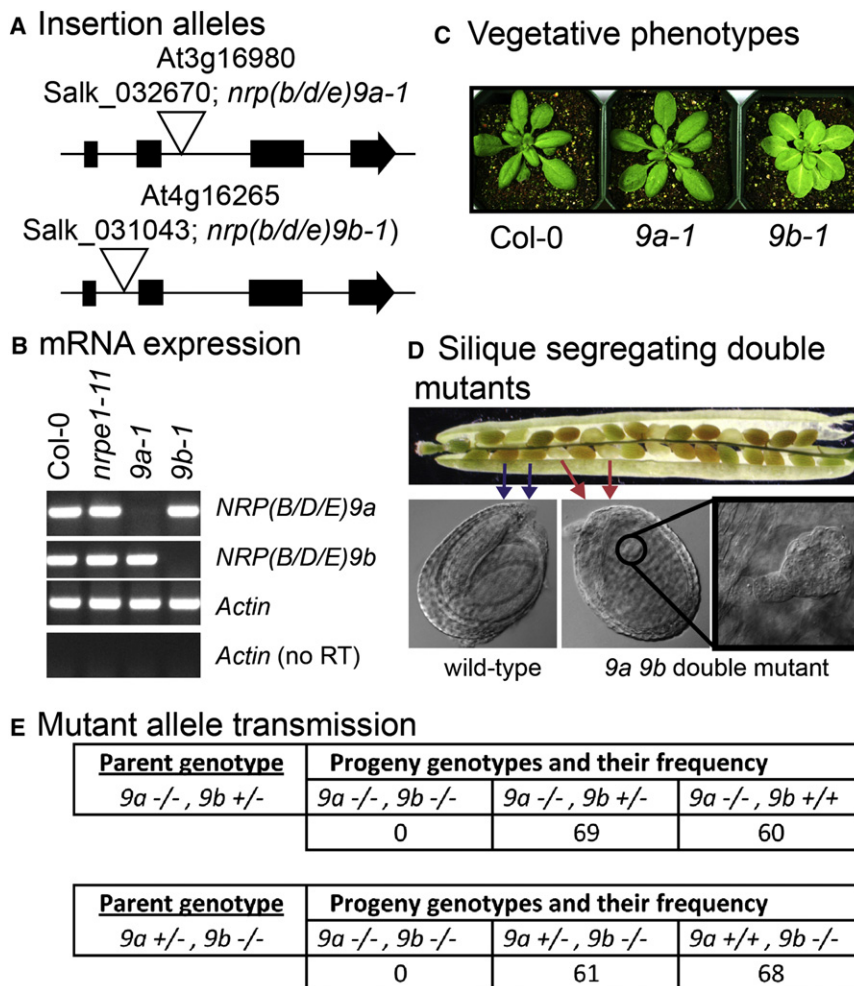 A Insertion alleles
At3g16980
Salk_032670; nrp(b/d/e)9a-1
At4g16265
Salk_031043; nrp(b/d/e)9b-1)
B mRNA expression
Col-0 nrpe1-11 9a-1 9b-1
NRP(B/D/E)9a
NRP(B/D/E)9b
Actin
Actin (no RT)
C Vegetative phenotypes
Col-0 9a-1 9b-1
D Silique segregating double
mutants
wild-type 9a 9b double mutant
E Mutant allele transmission
Parent genotype Progeny genotypes and their frequency
9a -/- , 9b +/- 9a -/- , 9b -/- 9a -/- , 9b +/- 9a -/- , 9b +/+
0 69 60
Parent genotype Progeny genotypes and their frequency
9a +/- , 9b -/- 9a -/- , 9b -/- 9a +/- , 9b -/- 9a +/+ , 9b -/-
0 61 68